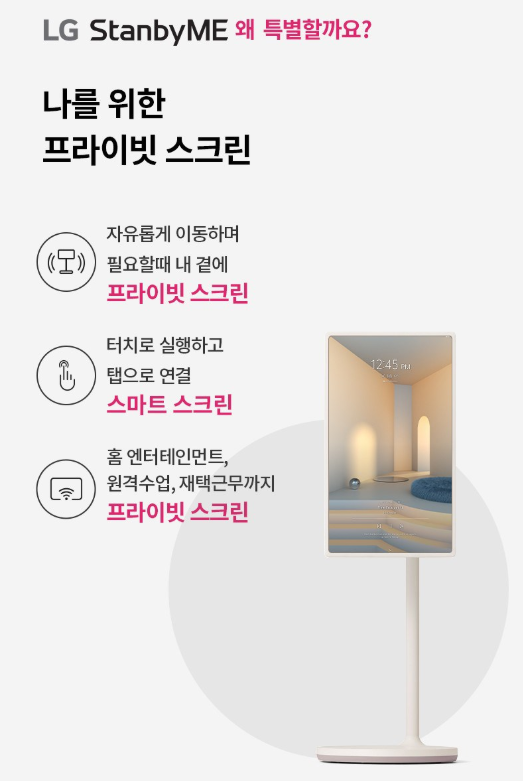 LG StanbyME 왜 특별할까요?
나를 위한
프라이빗 스크린
자유롭게 이동하며
필요할때 내 곁에
프라이빗 스크린
터치로 실행하고
탭으로 연결
스마트 스크린
홈 엔터테인먼트,
원격수업, 재택근무까지
프라이빗 스크린
12:45 PM